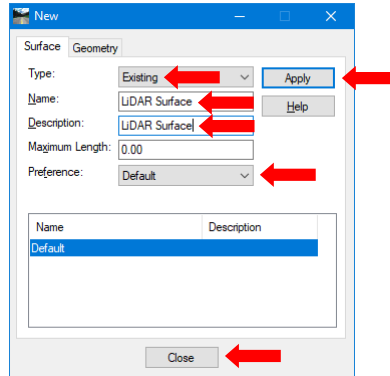 New
Surface Geometry
Type: Existing Apply
Name: LiDAR Surface Help
Description: LiDAR Surface
Maximum Length: 0.00
Preference: Default
Name Description
Default
Close